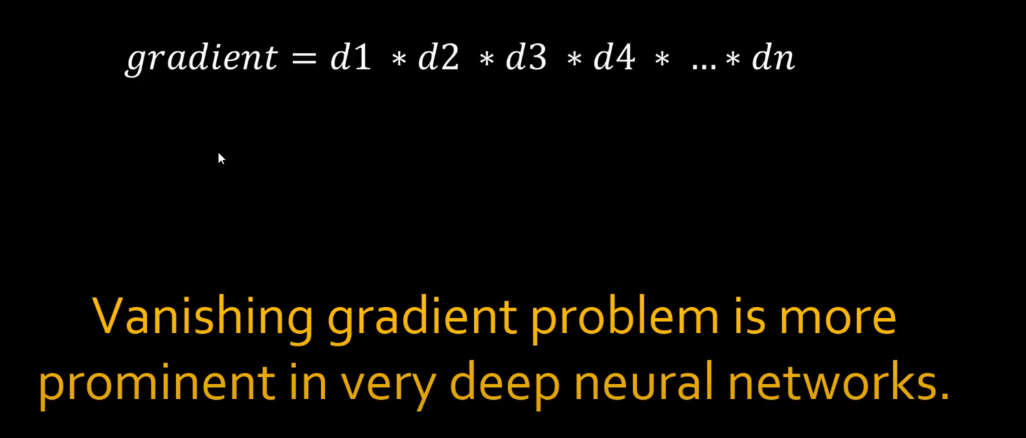 gradient = d1 * d2 * d3 * d4 * ... * dn
Vanishing gradient problem is more
prominent in very deep neural networks.